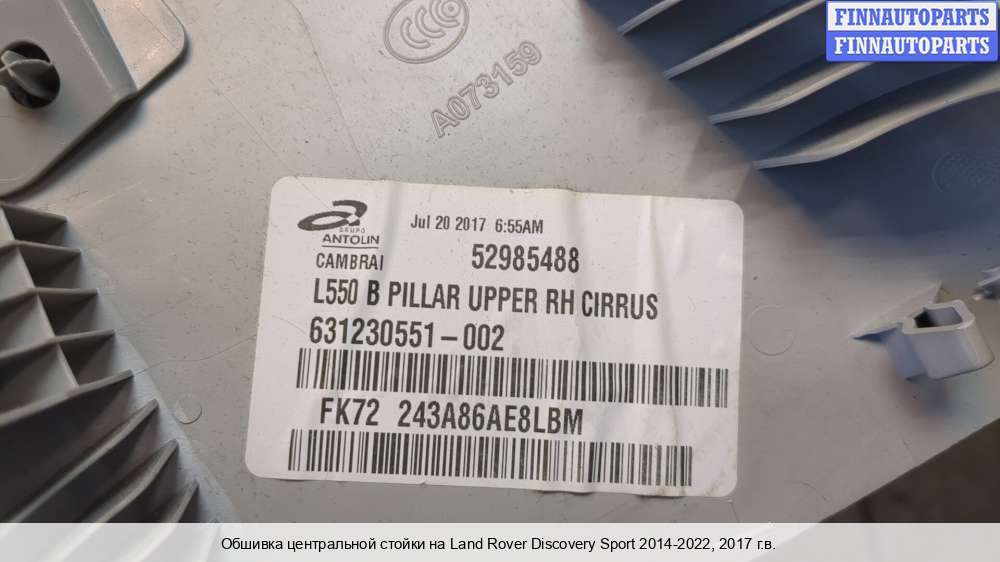 FINNAUTOPARTS
FINNAUTOPARTS
CCC
A073159
GRUPO
ANTOLIN
CAMBRAI
Jul 20 2017 6:55AM
52985488
L550 B PILLAR UPPER RH CIRRUS
631230551-002
FK72 243A86AE8LBM
Обшивка центральной стойки на Land Rover Discovery Sport 2014-2022, 2017 г.в.